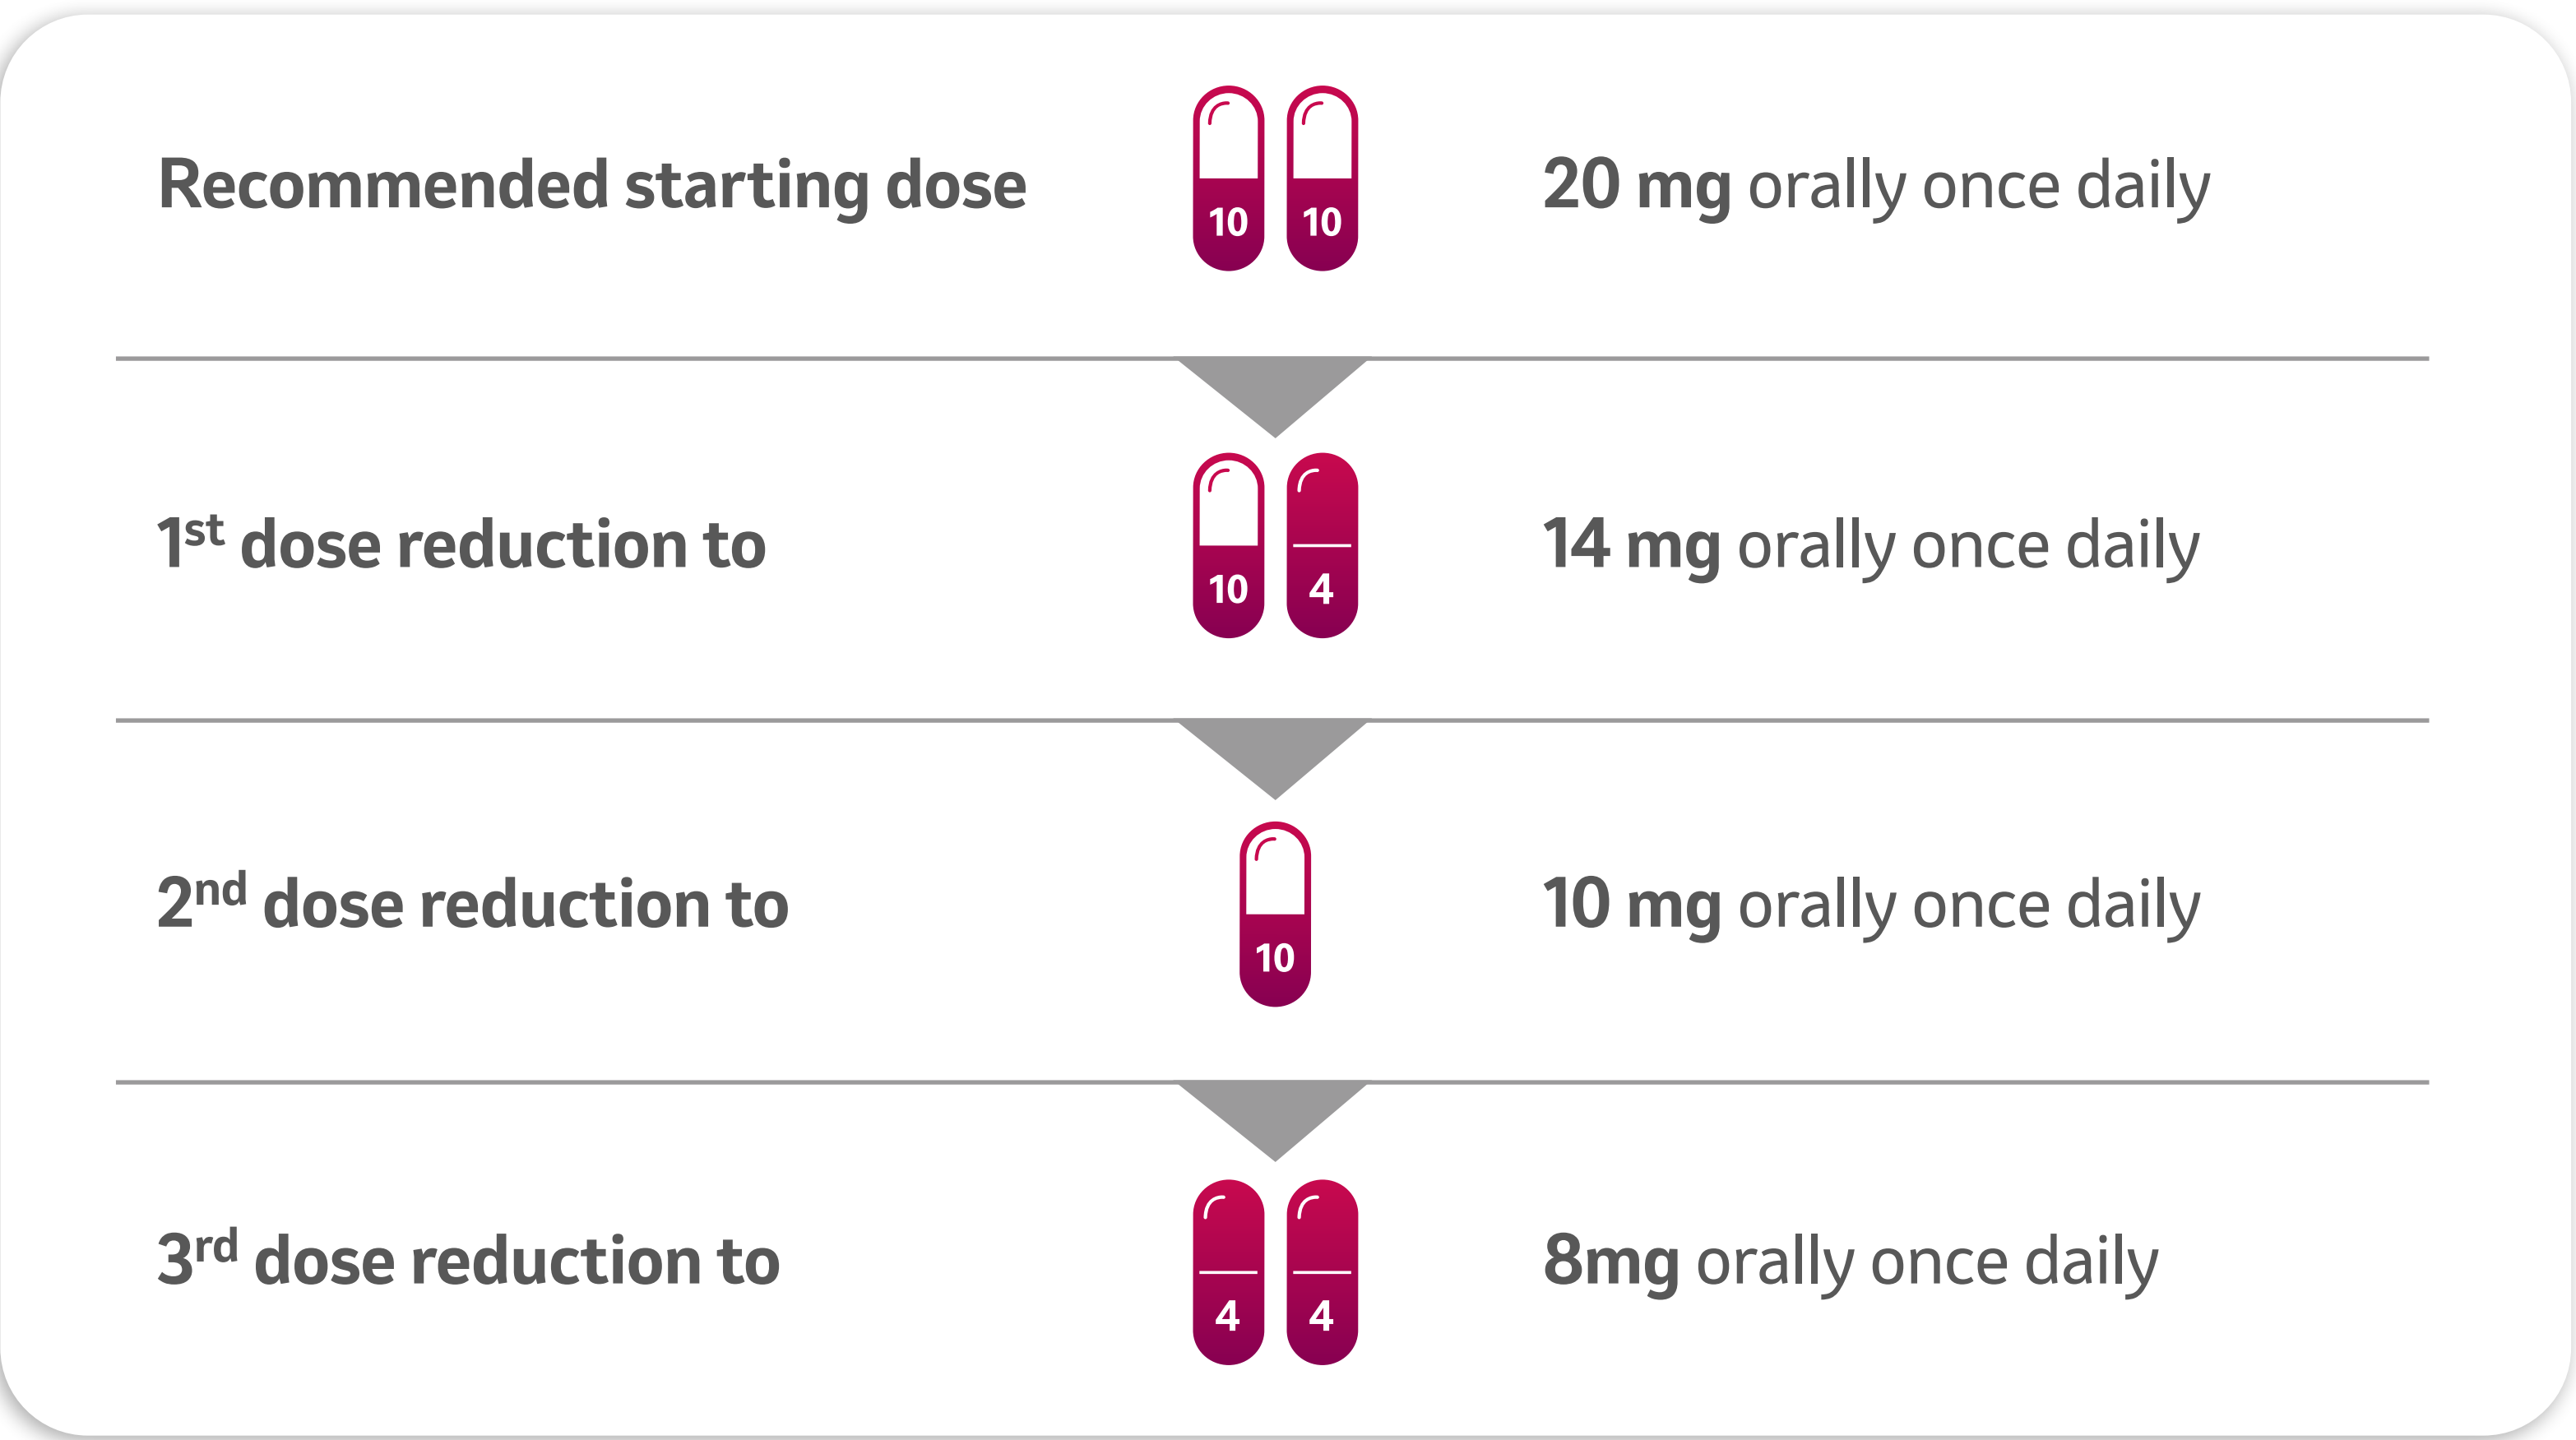 Recommended starting dose
10 10
20 mg orally once daily
1st dose reduction to
10 4
14 mg orally once daily
2nd dose reduction to
10
10 mg orally once daily
3rd dose reduction to
4 4
8mg orally once daily